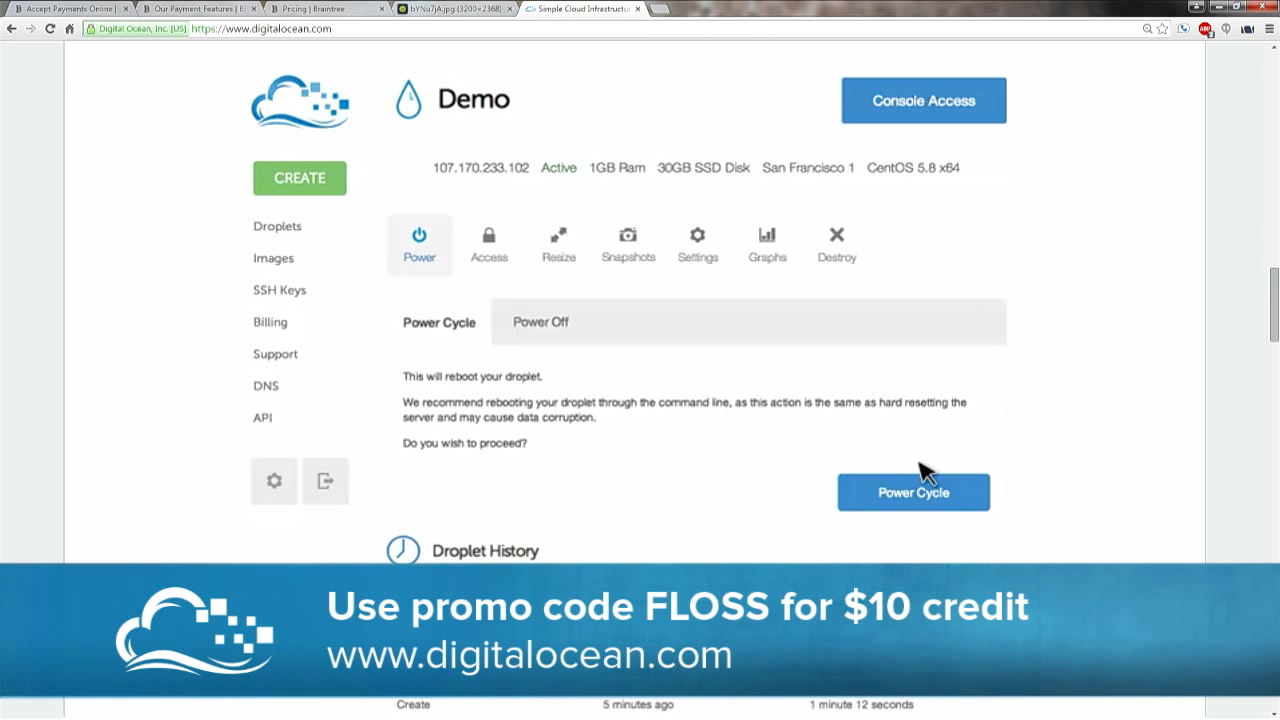 Accept Payments Online |
Our Payment Features | B
Pricing | Braintree
bYNu7jA.jpg (3200×2368)
Simple Cloud Infrastructu
Digital Ocean, Inc. [US]
https://www.digitalocean.com
Demo
Console Access
107.170.233.102 Active 1GB Ram 30GB SSD Disk San Francisco 1 CentOS 5.8 x64
CREATE
Droplets
Images
SSH Keys
Billing
Support
DNS
API
Power
Access
Resize
Snapshots
Settings
Graphs
Destroy
Power Cycle
Power Off
This will reboot your droplet.
We recommend rebooting your droplet through the command line, as this action is the same as hard resetting the
server and may cause data corruption.
Do you wish to proceed?
Power Cycle
Droplet History
Use promo code FLOSS for $10 credit
www.digitalocean.com
Create 5 minutes ago 1 minute 12 seconds